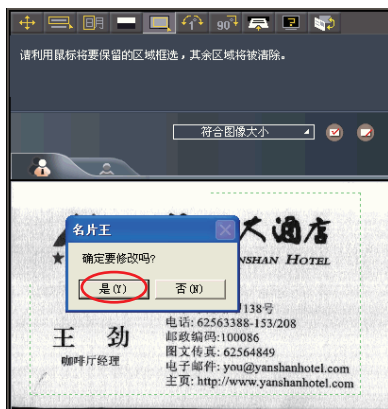 90°
请利用鼠标将要保留的区域框选，其余区域将被清除。
符合图像大小
名片王
确定要修改吗?
是(Y)
否(N)
大酒店
NSHAN HOTEL
138号
电话: 62563388-153/208
王 劲
邮政编码:100086
咖啡厅经理
图文传真: 62564849
电子邮件: you@yanshanhotel.com
主页: http://www.yanshanhotel.com